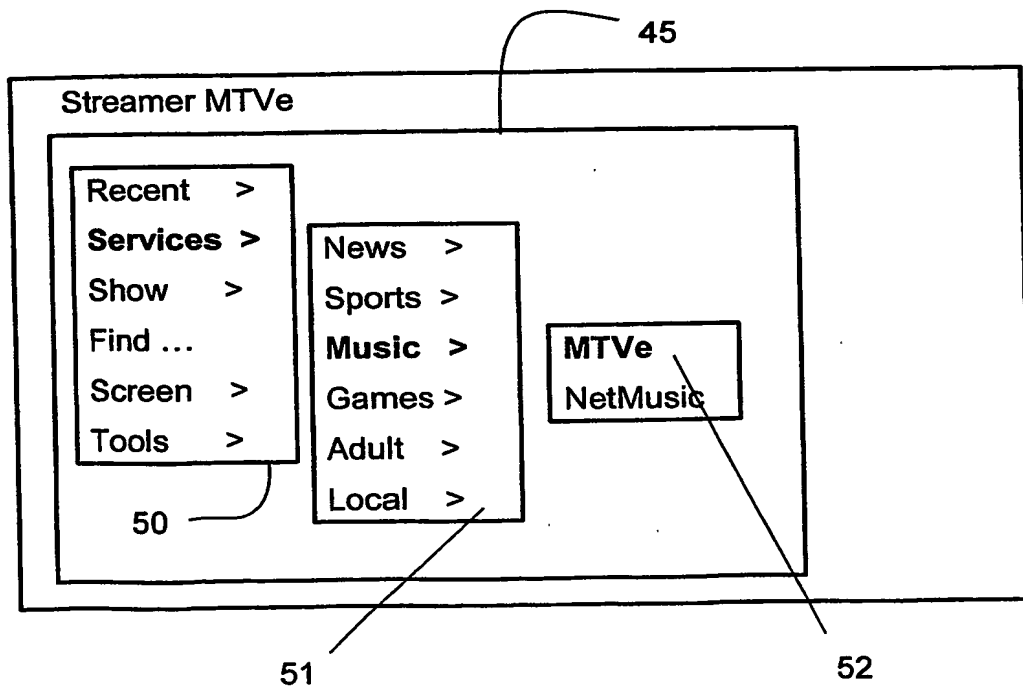 45
Streamer MTVe
Recent >
Services >
Show >
Find ...
Screen >
Tools >
News >
Sports >
Music >
Games >
Adult >
Local >
MTVe
NetMusic
50
51
52